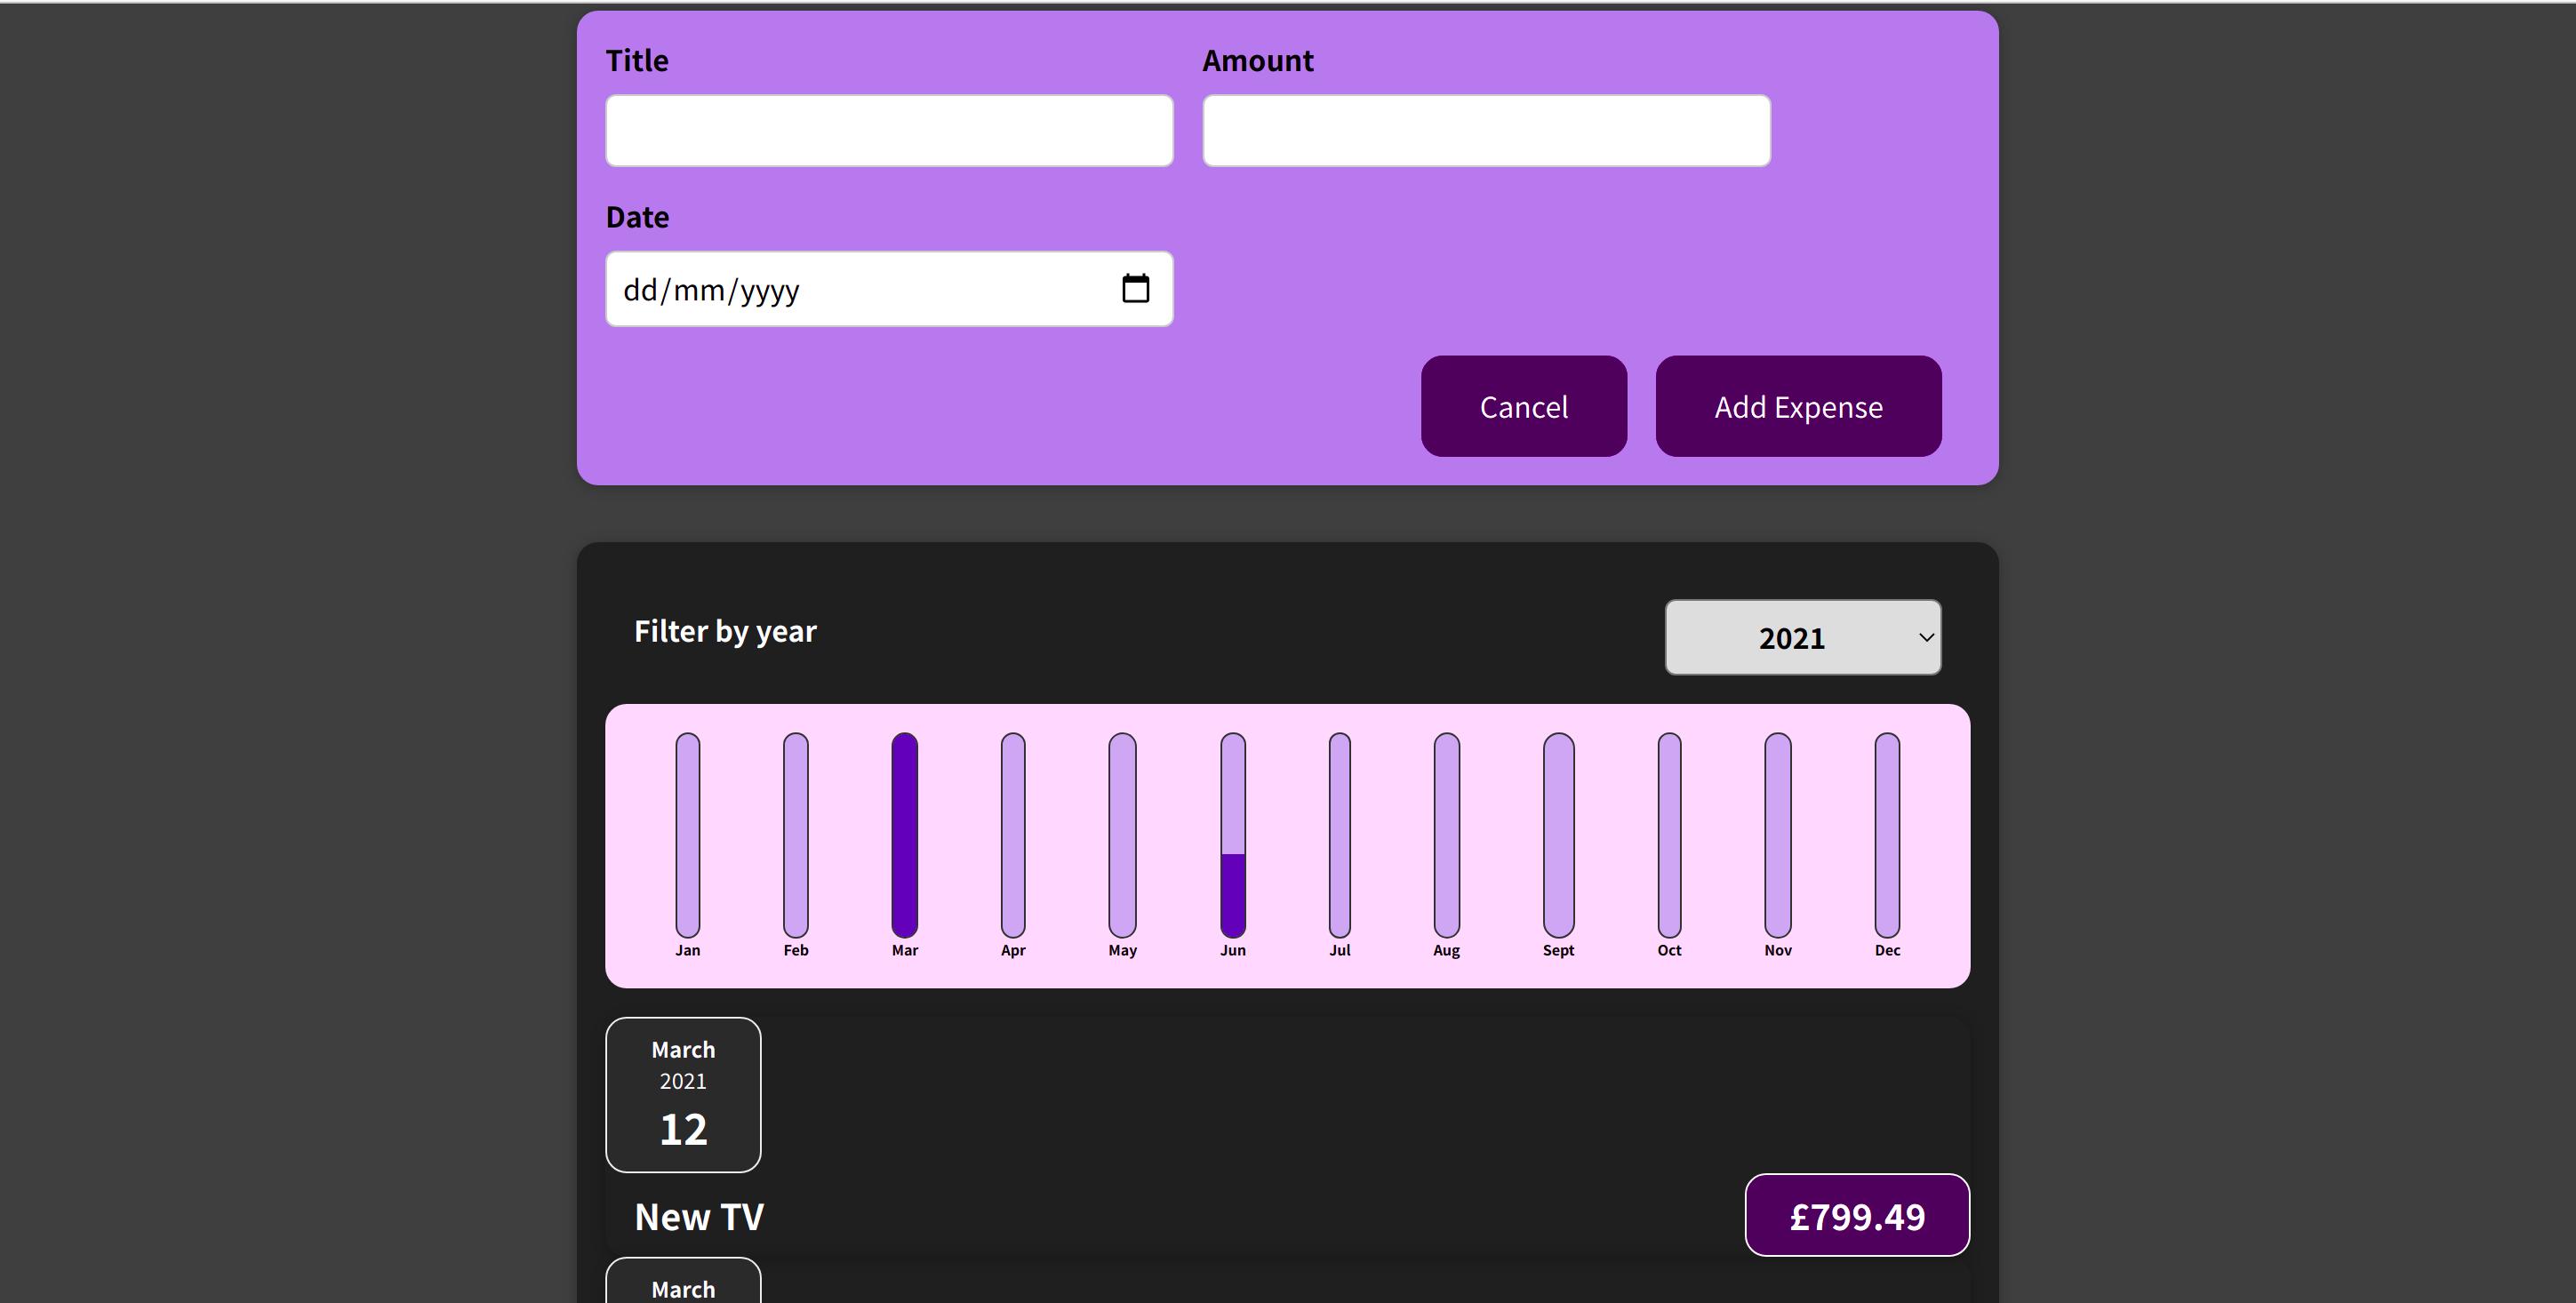 Title
Amount
Date
dd/mm/yyyy
Cancel
Add Expense
Filter by year
2021
Jan Feb Mar Apr May Jun Jul Aug Sept Oct Nov Dec
March
2021
12
New TV
£799.49
March